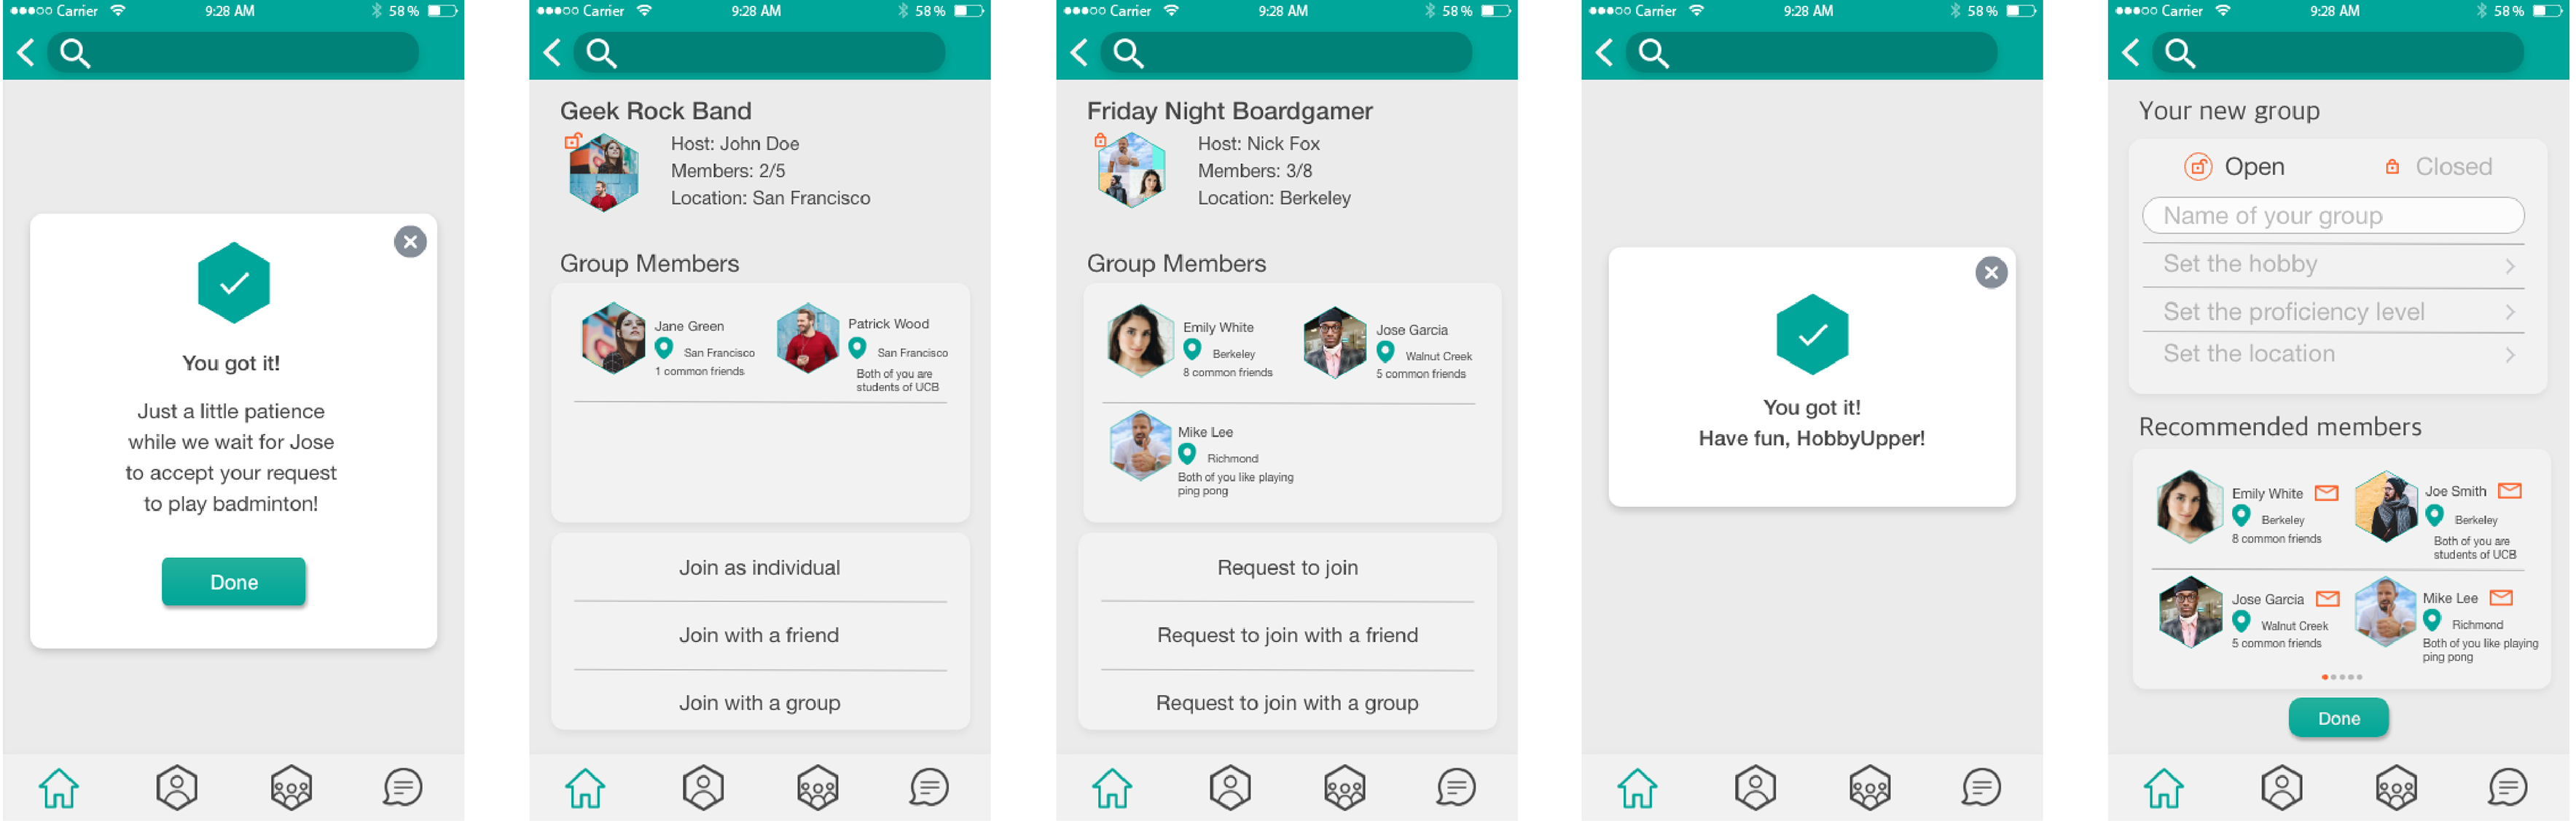 Carrier 9:28 AM 58 %
You got it!
Just a little patience
while we wait for Jose
to accept your request
to play badminton!
Done
Carrier 9:28 AM 58 %
Geek Rock Band
Host: John Doe
Members: 2/5
Location: San Francisco
Group Members
Jane Green
San Francisco
1 common friends
Patrick Wood
San Francisco
Both of you are
students of UCB
Join as individual
Join with a friend
Join with a group
Carrier 9:28 AM 58 %
Friday Night Boardgamer
Host: Nick Fox
Members: 3/8
Location: Berkeley
Group Members
Emily White
Berkeley
8 common friends
Jose Garcia
Walnut Creek
5 common friends
Mike Lee
Richmond
Both of you like playing
ping pong
Request to join
Request to join with a friend
Request to join with a group
Carrier 9:28 AM 58 %
You got it!
Have fun, HobbyUpper!
Carrier 9:28 AM 58 %
Your new group
Open Closed
Name of your group
Set the hobby
Set the proficiency level
Set the location
Recommended members
Emily White
Berkeley
8 common friends
Joe Smith
Berkeley
Both of you are
students of UCB
Jose Garcia
Walnut Creek
5 common friends
Mike Lee
Richmond
Both of you like playing
ping pong
Done